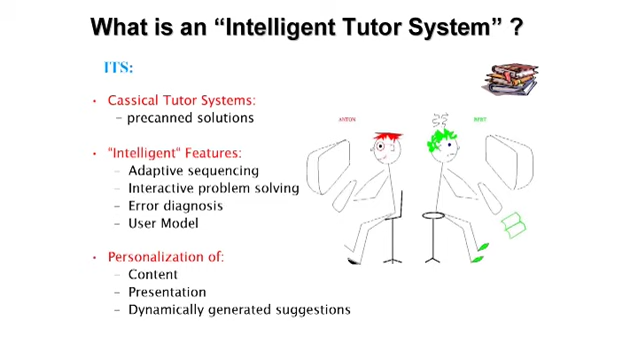 What is an “Intelligent Tutor System” ?
ITS:
• Cassical Tutor Systems:
– precanned solutions
• "Intelligent" Features:
– Adaptive sequencing
– Interactive problem solving
– Error diagnosis
– User Model
• Personalization of:
– Content
– Presentation
– Dynamically generated suggestions
ANTON
BERT